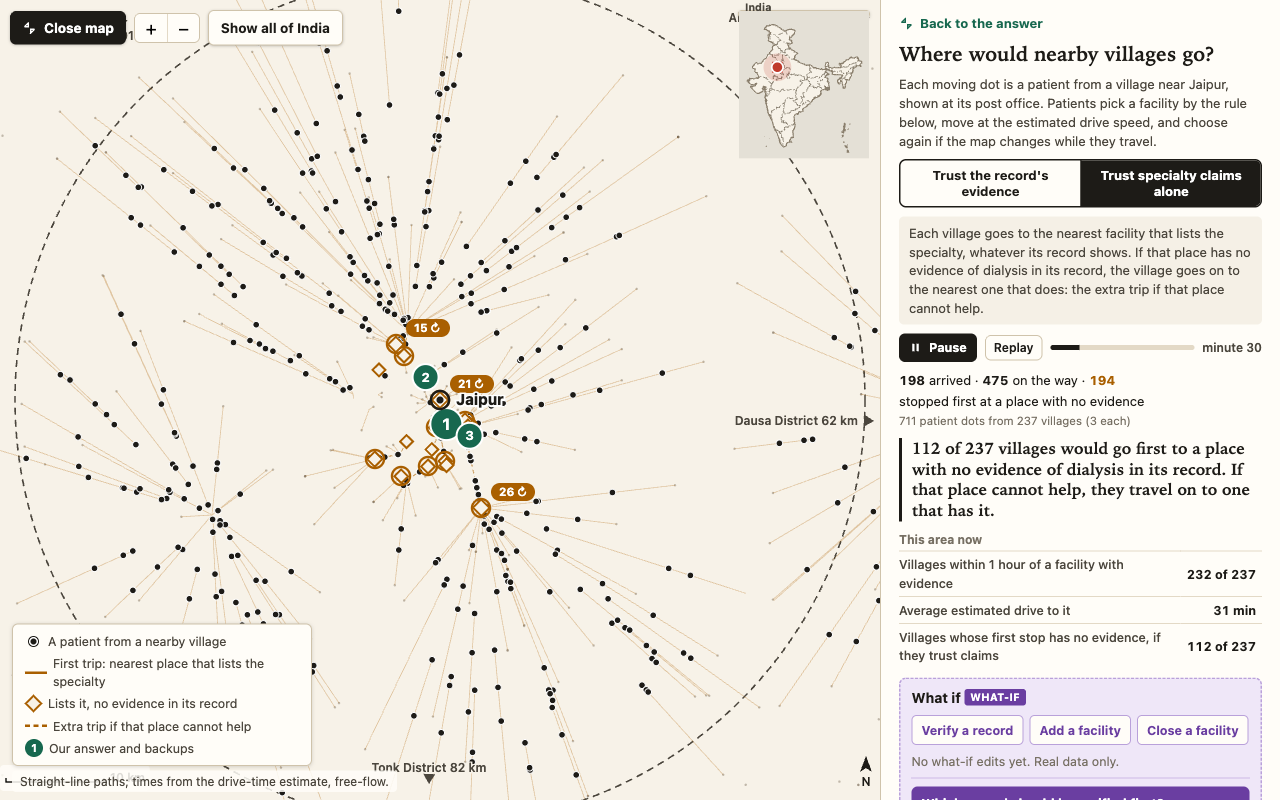 Close map
+
−
Show all of India
India
15
2
21
Jaipur
1
3
Dausa District 62 km
26
A patient from a nearby village
First trip: nearest place that lists the
specialty
Lists it, no evidence in its record
Extra trip if that place cannot help
1 Our answer and backups
Tonk District 82 km
Straight-line paths; times from the drive-time estimate, free-flow.
N
Back to the answer
Where would nearby villages go?
Each moving dot is a patient from a village near Jaipur,
shown at its post office. Patients pick a facility by the rule
below, move at the estimated drive speed, and choose
again if the map changes while they travel.
Trust the record's
evidence
Trust specialty claims
alone
Each village goes to the nearest facility that lists the
specialty, whatever its record shows. If that place has no
evidence of dialysis in its record, the village goes on to
the nearest one that does: the extra trip if that place
cannot help.
Pause
Replay
minute 30
198 arrived · 475 on the way · 194
stopped first at a place with no evidence
711 patient dots from 237 villages (3 each)
112 of 237 villages would go first to a place
with no evidence of dialysis in its record. If
that place cannot help, they travel on to one
that has it.
This area now
Villages within 1 hour of a facility with
evidence
232 of 237
Average estimated drive to it
31 min
Villages whose first stop has no evidence, if
they trust claims
112 of 237
What if WHAT-IF
Verify a record
Add a facility
Close a facility
No what-if edits yet. Real data only.